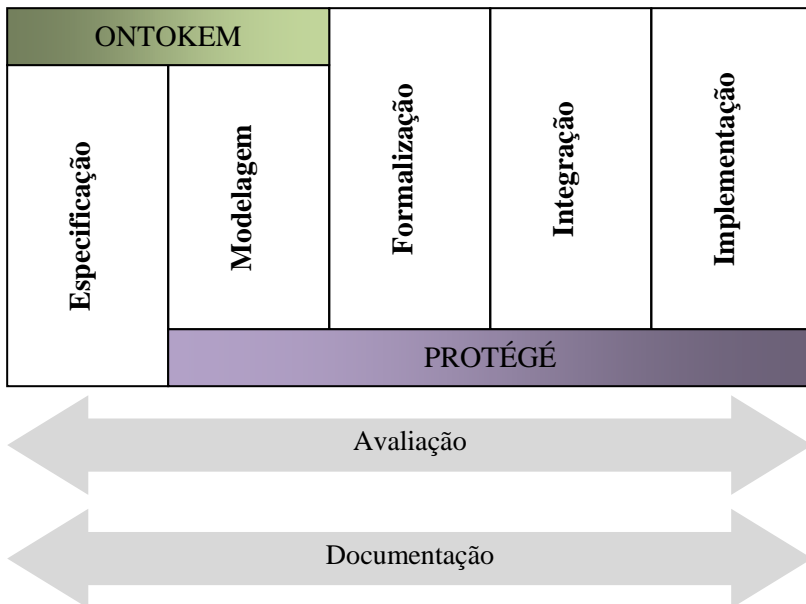 ONTOKEM
Especificação
Modelagem
Formalização
Integração
Implementação
PROTÉGÉ
Avaliação
Documentação